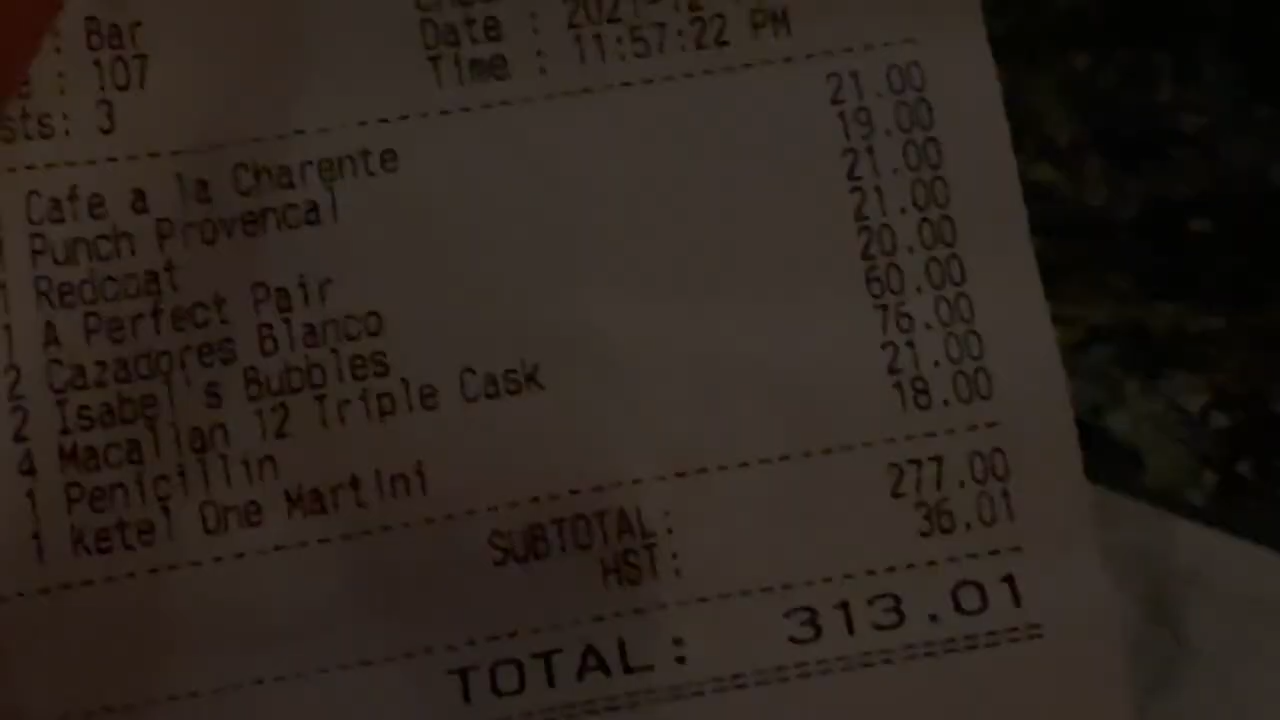 : Bar
: 107
sts: 3
Date : 2021-12
Time : 11:57:22 PM
Cafe a la Charente 21.00
Punch Provencal 19.00
1 Redcoat 21.00
1 A Perfect Pair 21.00
2 Cazadores Blanco 20.00
2 Isabel's Bubbles 60.00
4 Macallan 12 Triple Cask 76.00
1 Penicillin 21.00
1 Ketel One Martini 18.00
SUBTOTAL: 277.00
HST: 36.01
TOTAL: 313.01